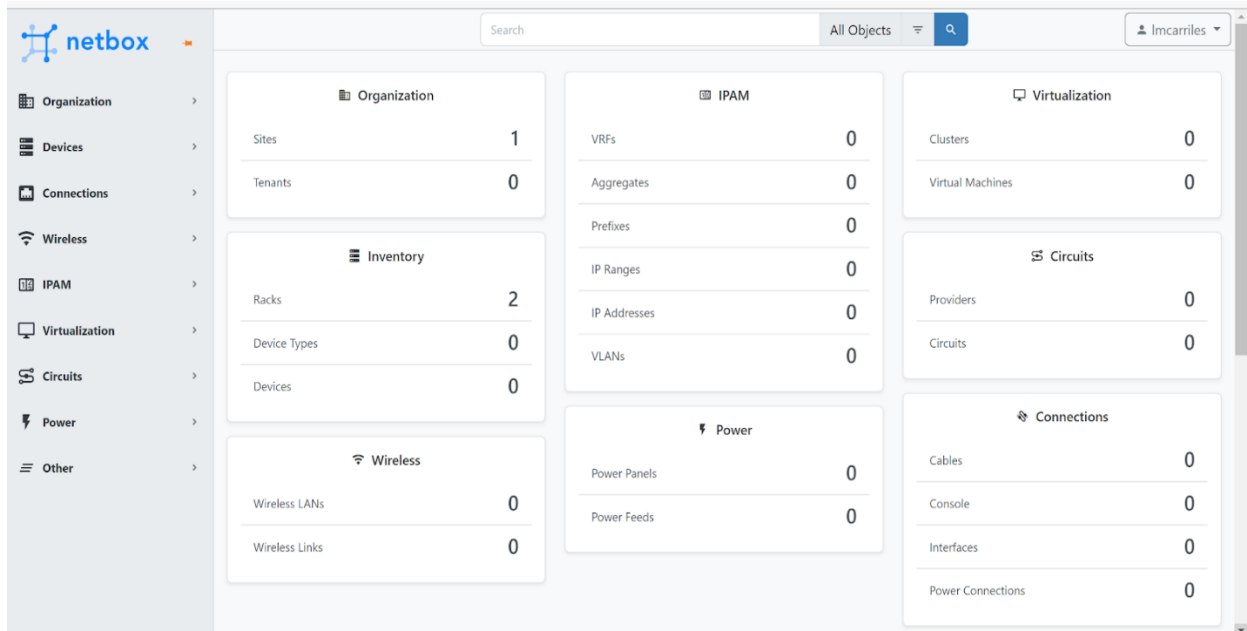 netbox
Search
All Objects
lmcarriles
Organization
Devices
Connections
Wireless
IPAM
Virtualization
Circuits
Power
Other
Organization
Sites 1
Tenants 0
Inventory
Racks 2
Device Types 0
Devices 0
Wireless
Wireless LANs 0
Wireless Links 0
IPAM
VRFs 0
Aggregates 0
Prefixes 0
IP Ranges 0
IP Addresses 0
VLANs 0
Power
Power Panels 0
Power Feeds 0
Virtualization
Clusters 0
Virtual Machines 0
Circuits
Providers 0
Circuits 0
Connections
Cables 0
Console 0
Interfaces 0
Power Connections 0